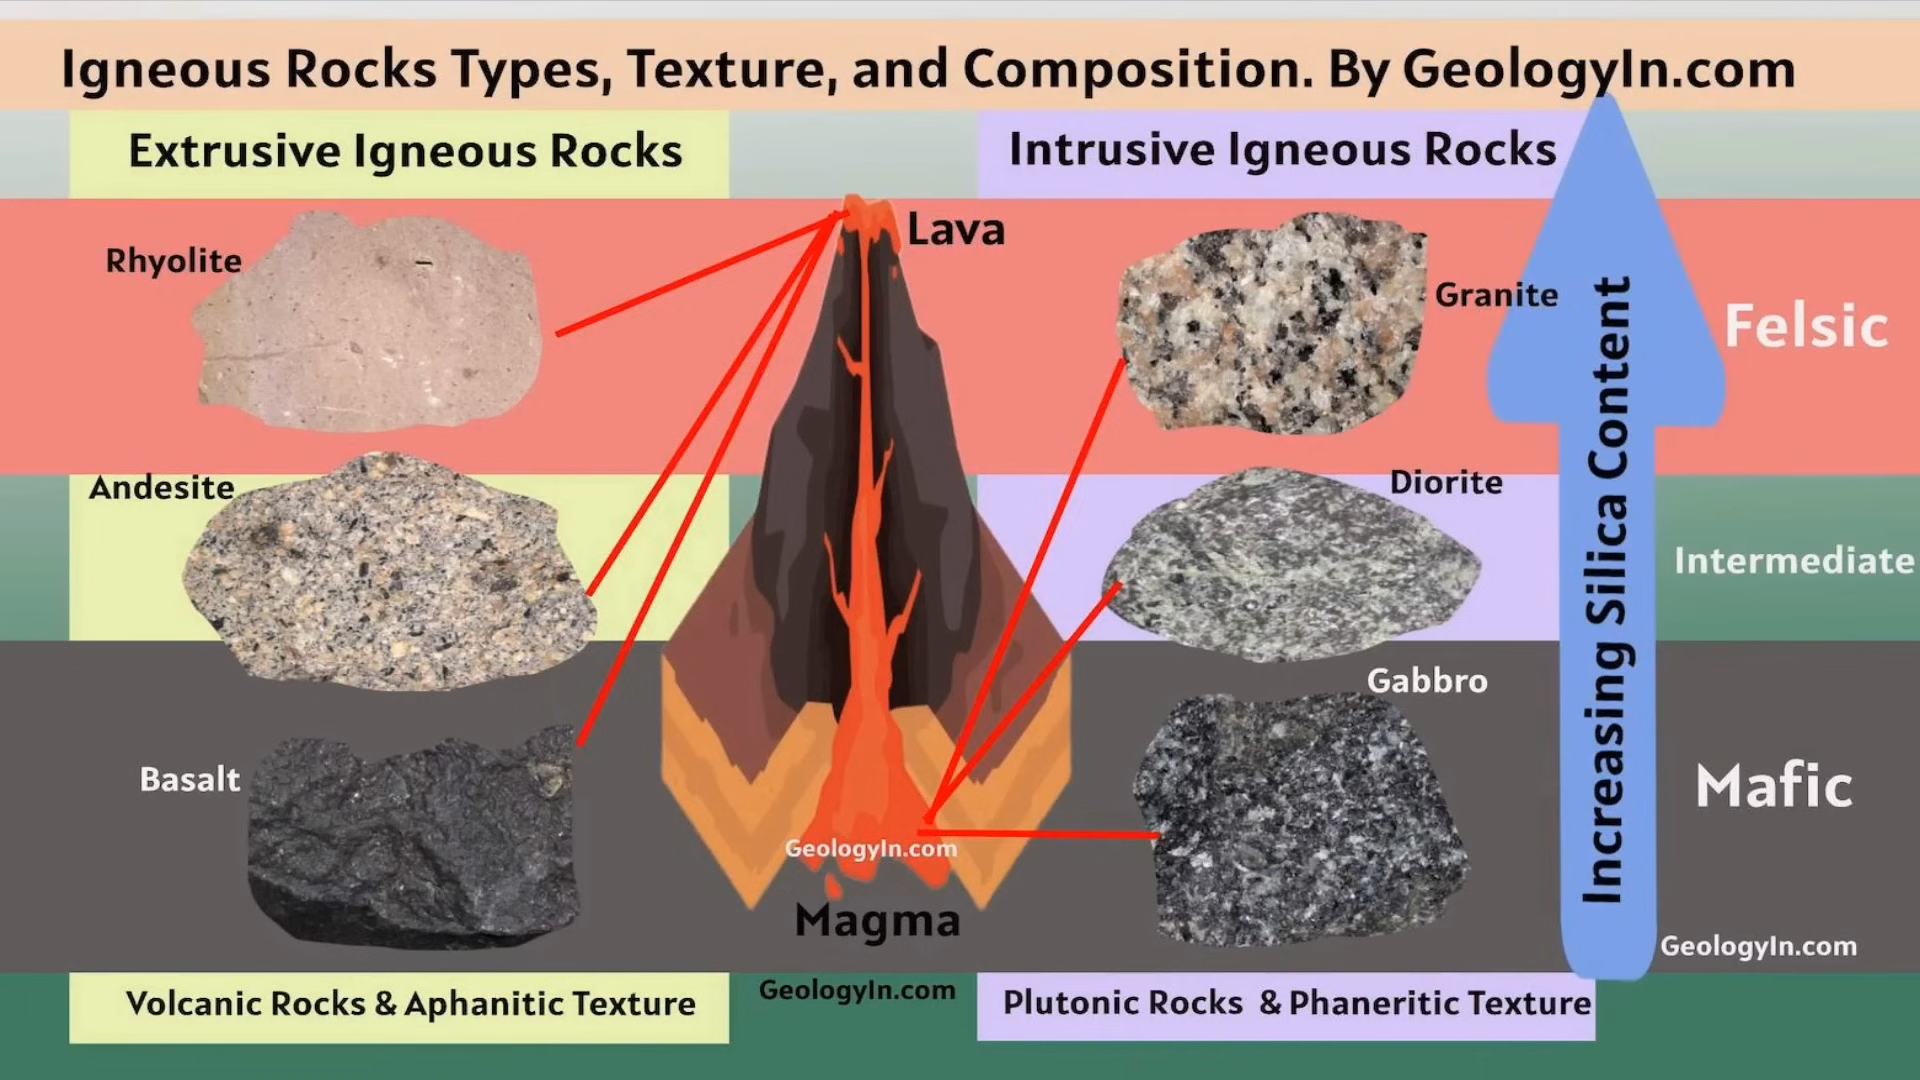 Igneous Rocks Types, Texture, and Composition. By GeologyIn.com
Extrusive Igneous Rocks
Intrusive Igneous Rocks
Lava
Rhyolite
Granite
Felsic
Andesite
Diorite
Intermediate
Increasing Silica Content
Gabbro
Basalt
Mafic
GeologyIn.com
Magma
GeologyIn.com
GeologyIn.com
Volcanic Rocks & Aphanitic Texture
Plutonic Rocks & Phaneritic Texture